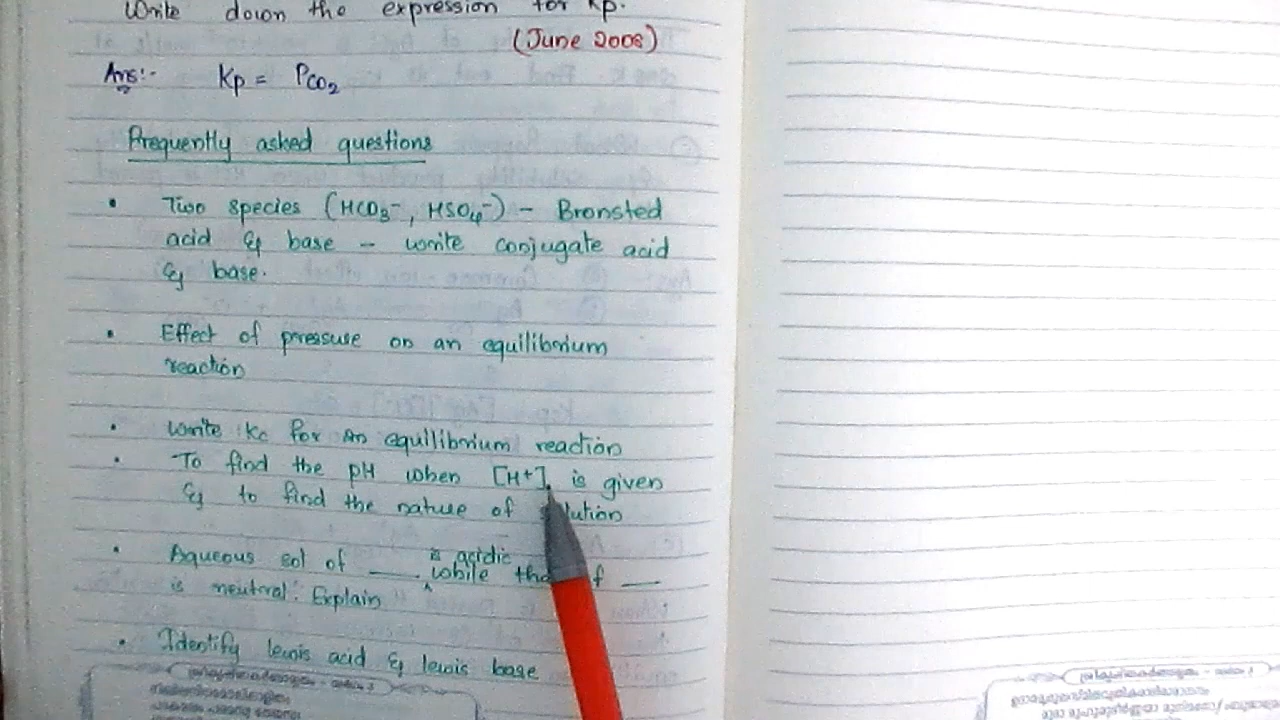 Write down the expression for Kp.
(June 2006)
Ans:- Kp = PCO2
Frequently asked questions
• Two species (HCO3-, HSO4-) - Bronsted
acid & base - write conjugate acid
& base.
• Effect of pressure on an equilibrium
reaction
• Write Kc for an equilibrium reaction
• To find the pH when [H+] is given
& to find the nature of solution
• Aqueous sol of ___ is acidic while that of ___
is neutral. Explain
• Identify lewis acid & lewis base